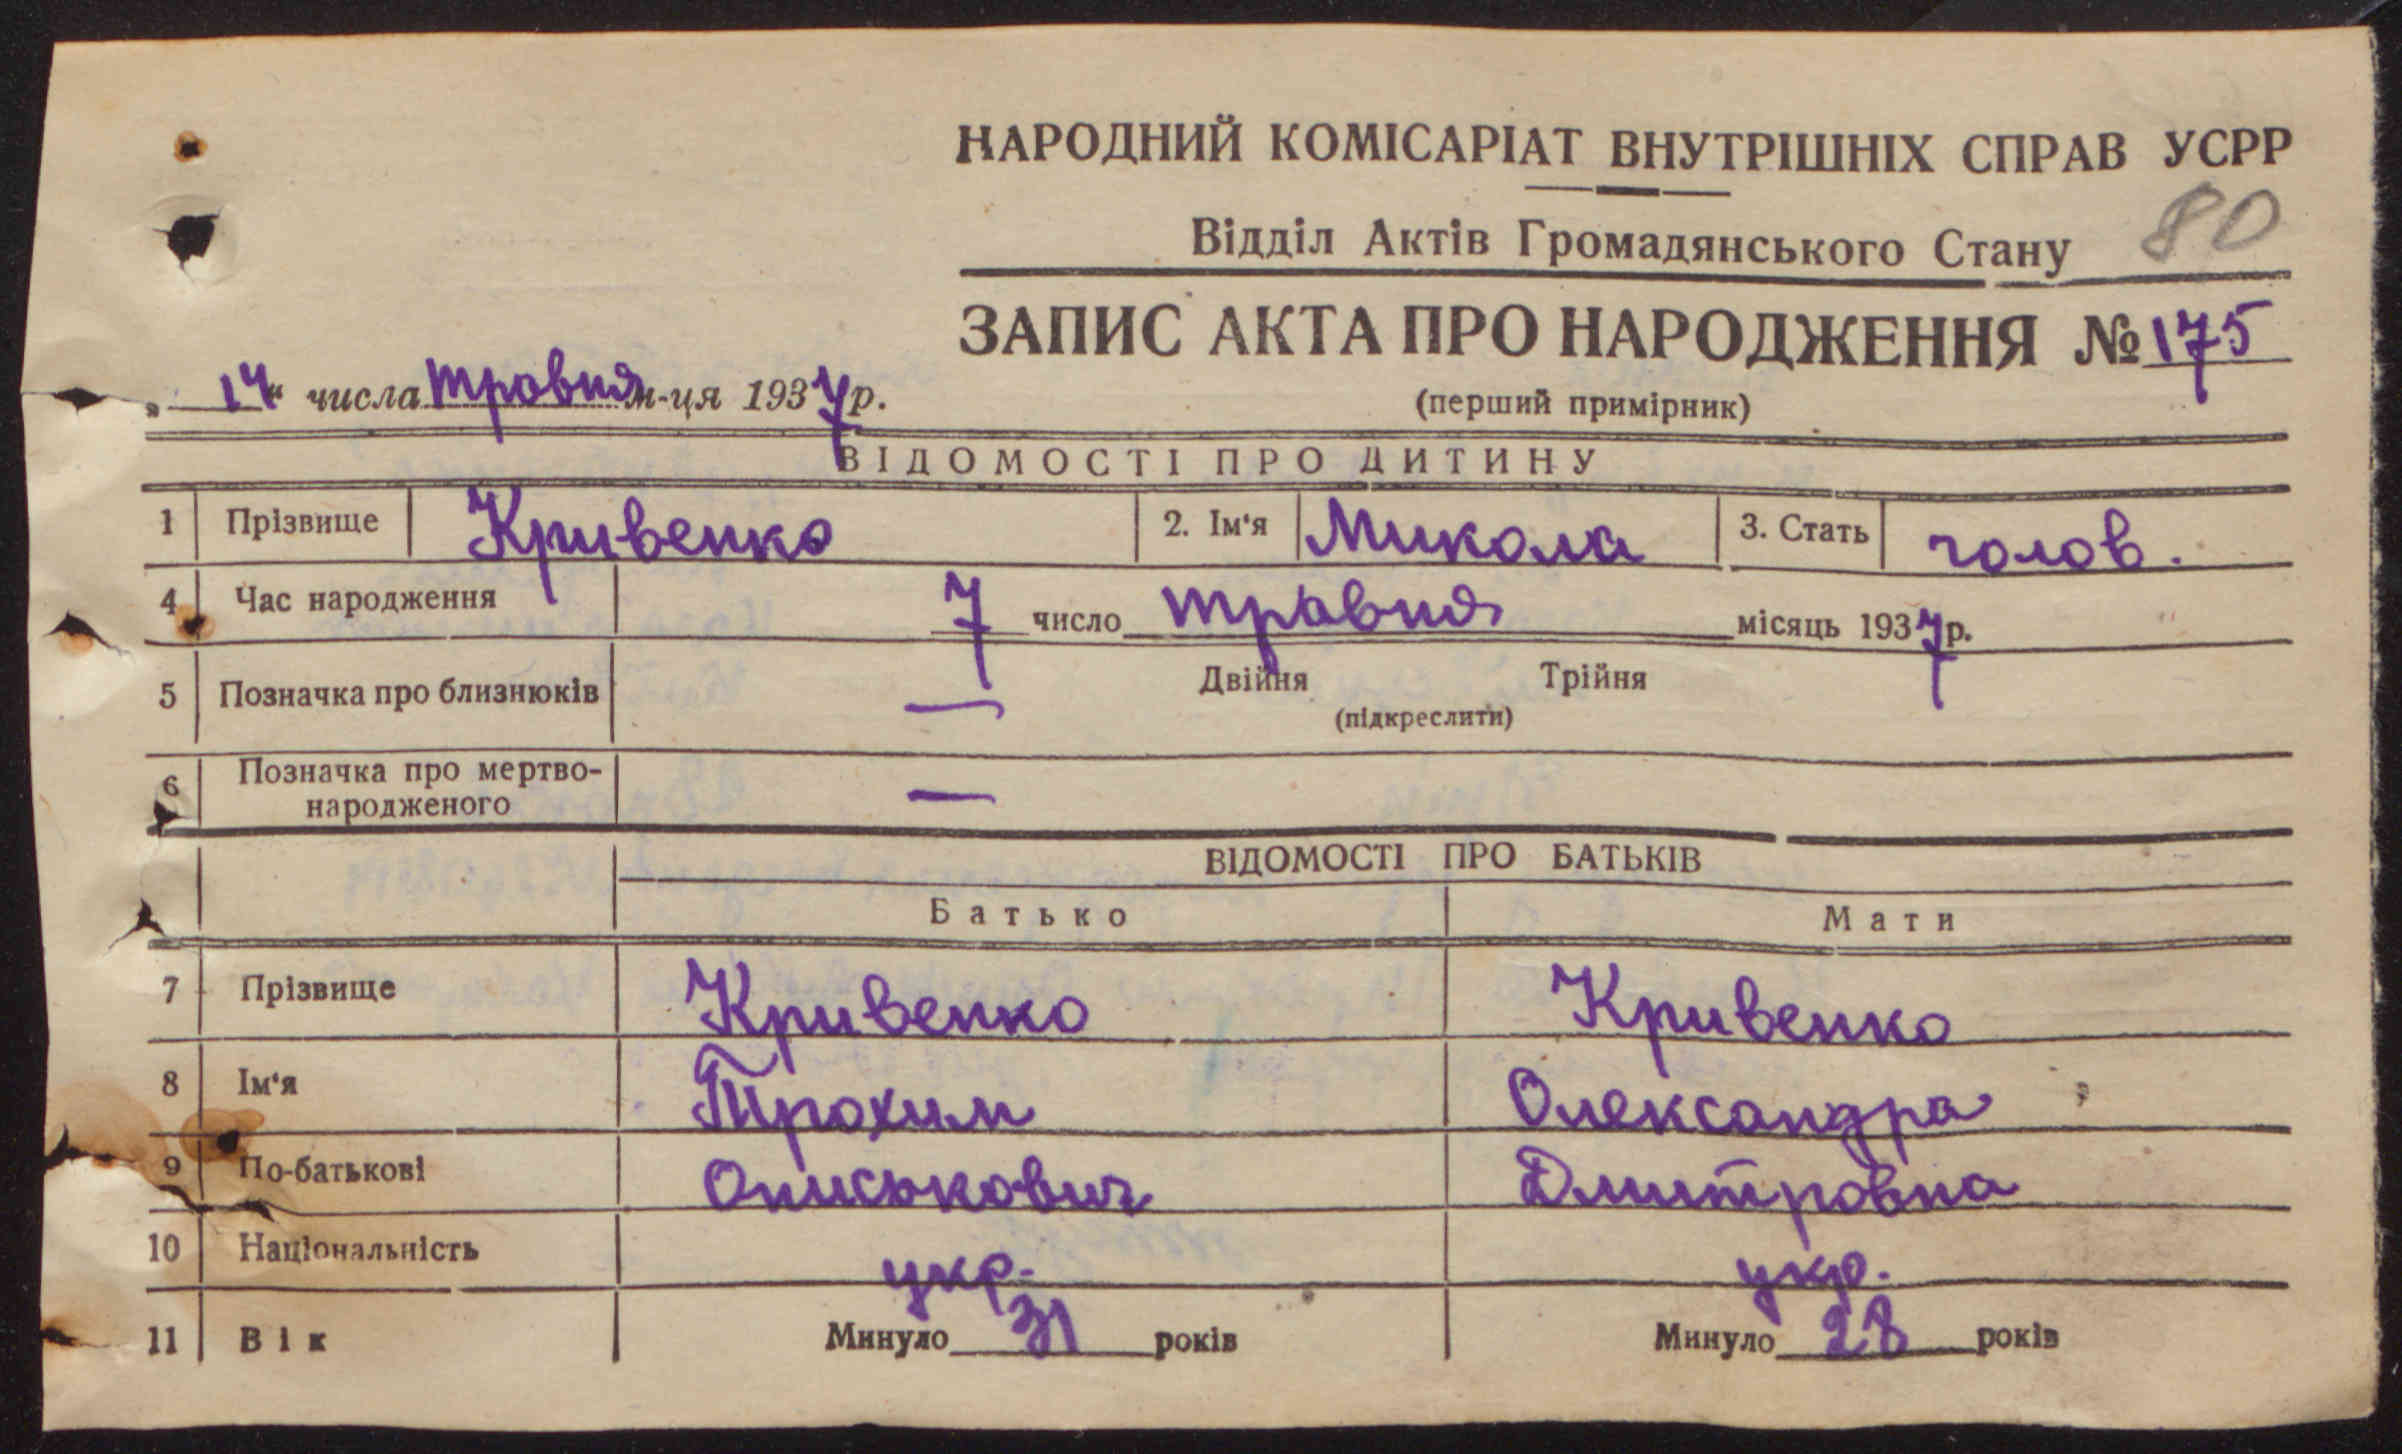 НАРОДНИЙ КОМІСАРІАТ ВНУТРІШНІХ СПРАВ УСРР
80
Відділ Актів Громадянського Стану
ЗАПИС АКТА ПРО НАРОДЖЕННЯ № 175
„14“ числа травня м-ця 1937 р.
(перший примірник)
ВІДОМОСТІ ПРО ДИТИНУ
1 Прізвище Кривенко 2. Ім‘я Микола 3. Стать голов.
4 Час народження 7 число травня місяць 1937 р.
5 Позначка про близнюків — Двійня Трійня
(підкреслити)
6 Позначка про мертво-
народженого —
ВІДОМОСТІ ПРО БАТЬКІВ
Батько Мати
7 Прізвище Кривенко Кривенко
8 Ім‘я Трохим Олександра
9 По-батькові Ониськович Дмитровна
10 Національність укр. укр.
11 Вік Минуло 31 років Минуло 28 років